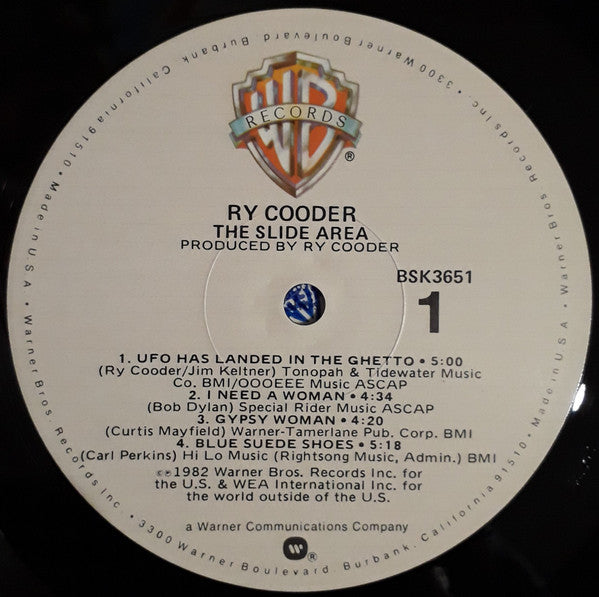 WB
RECORDS
®
RY COODER
THE SLIDE AREA
PRODUCED BY RY COODER
BSK3651
1
1. UFO HAS LANDED IN THE GHETTO • 5:00
(Ry Cooder/Jim Keltner) Tonopah & Tidewater Music
Co. BMI/OOOEEE Music ASCAP
2. I NEED A WOMAN • 4:34
(Bob Dylan) Special Rider Music ASCAP
3. GYPSY WOMAN • 4:20
(Curtis Mayfield) Warner-Tamerlane Pub. Corp. BMI
4. BLUE SUEDE SHOES • 5:18
(Carl Perkins) Hi Lo Music (Rightsong Music, Admin.) BMI
©℗1982 Warner Bros. Records Inc. for
the U.S. & WEA International Inc. for
the world outside of the U.S.
a Warner Communications Company
®
Warner Bros. Records Inc. • 3300 Warner Boulevard, Burbank, California 91510 • Made in U.S.A. •
Warner Bros. Records Inc. • 3300 Warner Boulevard, Burbank, California 91510 • Made in U.S.A. •